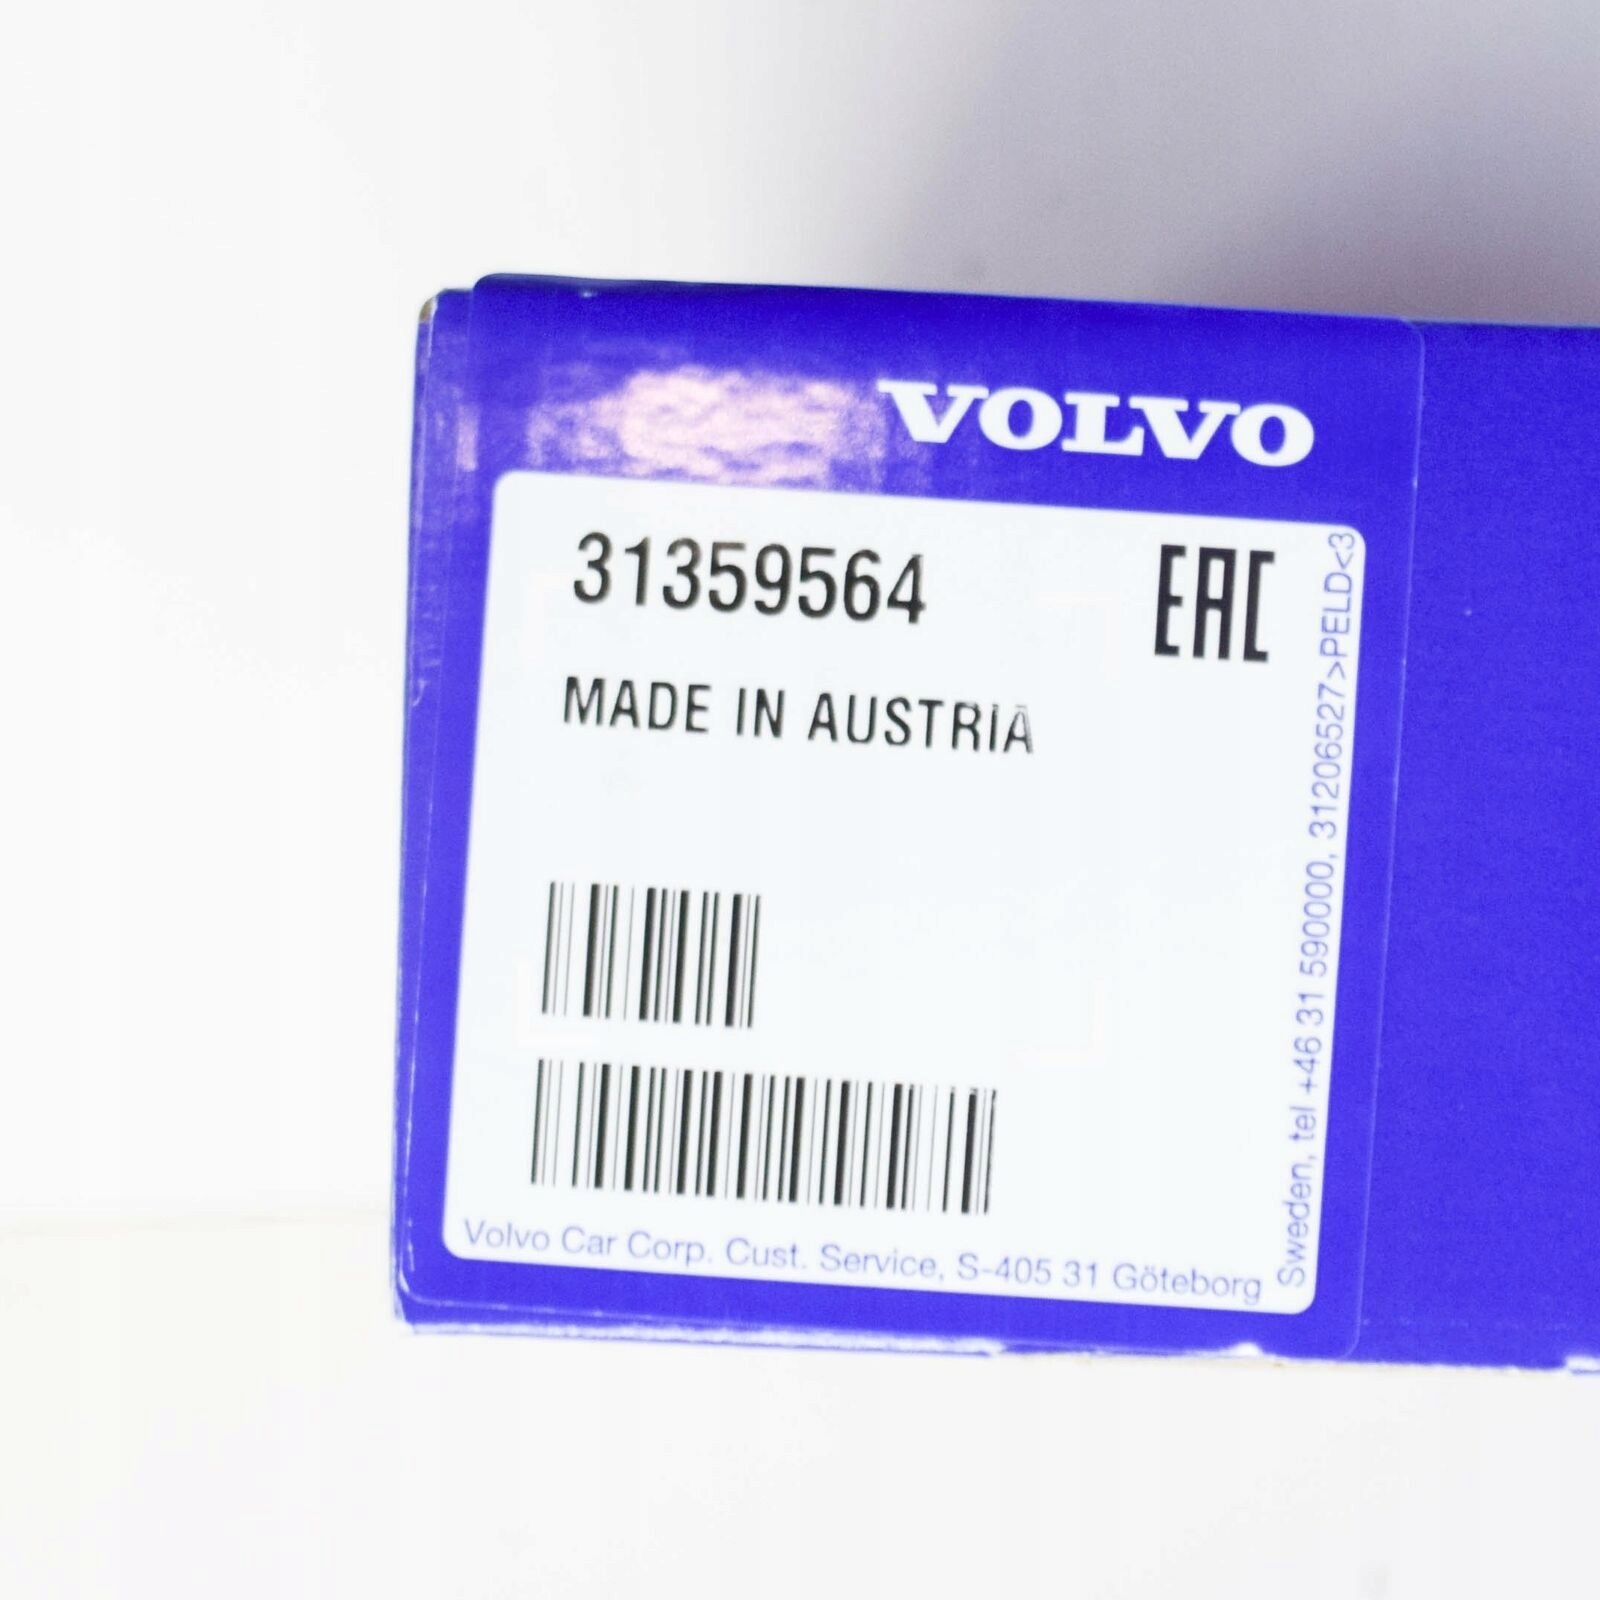 VOLVO
31359564
EAC
MADE IN AUSTRIA
Volvo Car Corp. Cust. Service, S-405 31 Göteborg
Sweden, tel +46 31 590000, 31206527>PELD<3